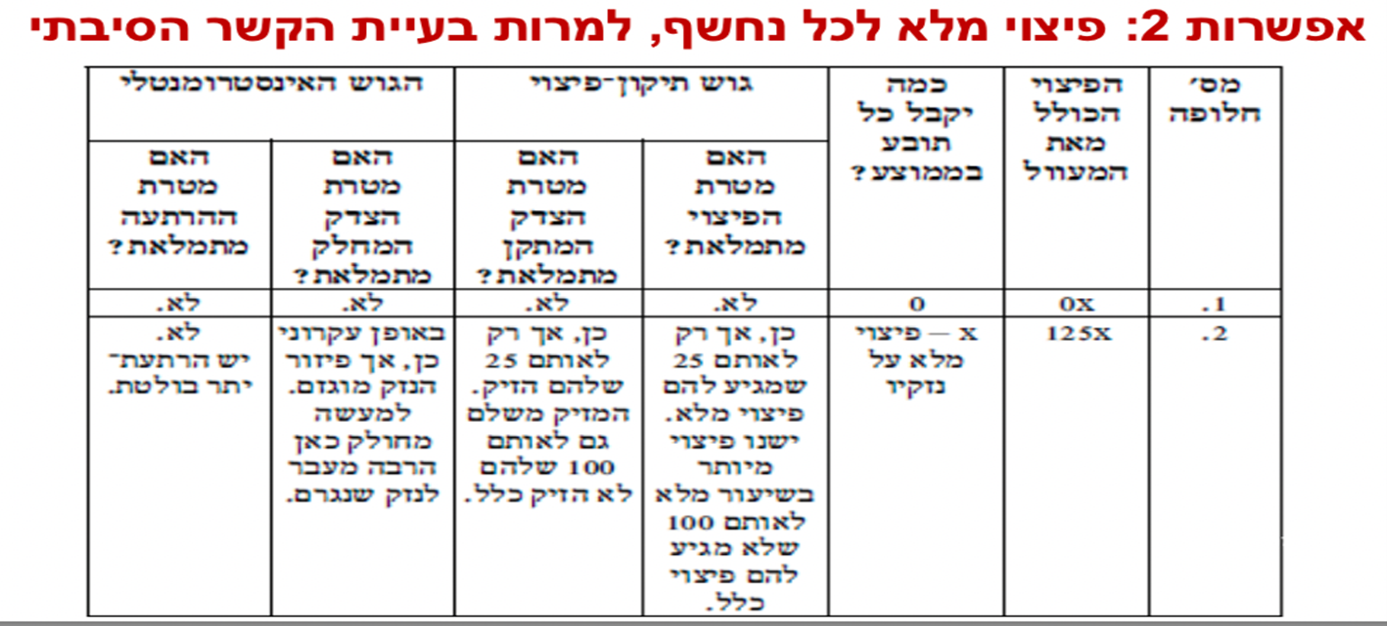 אפשרות 2: פיצוי מלא לכל נחשף, למרות בעיית הקשר הסיבתי
מס׳
חלופה
הפיצוי
הכולל
מאת
המעוול
כמה
יקבל כל
תובע
בממוצע?
גוש תיקון-פיצוי
הגוש האינסטרומנטלי
האם
מטרת
הפיצוי
מתמלאת?
האם
מטרת
הצדק
המתקן
מתמלאת?
האם
מטרת
הצדק
המחלק
מתמלאת?
האם
מטרת
ההרתעה
מתמלאת?
1.
0x
0
לא.
לא.
לא.
לא.
2.
125x
x – פיצוי
מלא על
נזקיו
כן, אך רק
לאותם 25
שמגיע להם
פיצוי מלא.
ישנו פיצוי
מיותר
בשיעור מלא
לאותם 100
שלא מגיע
להם פיצוי
כלל.
כן, אך רק
לאותם 25
שלהם הזיק.
המזיק משלם
גם לאותם
100 שלהם
לא הזיק כלל.
באופן עקרוני
כן, אך פיזור
הנזק מוגזם.
למעשה
מחולק כאן
הרבה מעבר
לנזק שנגרם.
לא.
יש הרתעת־
יתר בולטת.